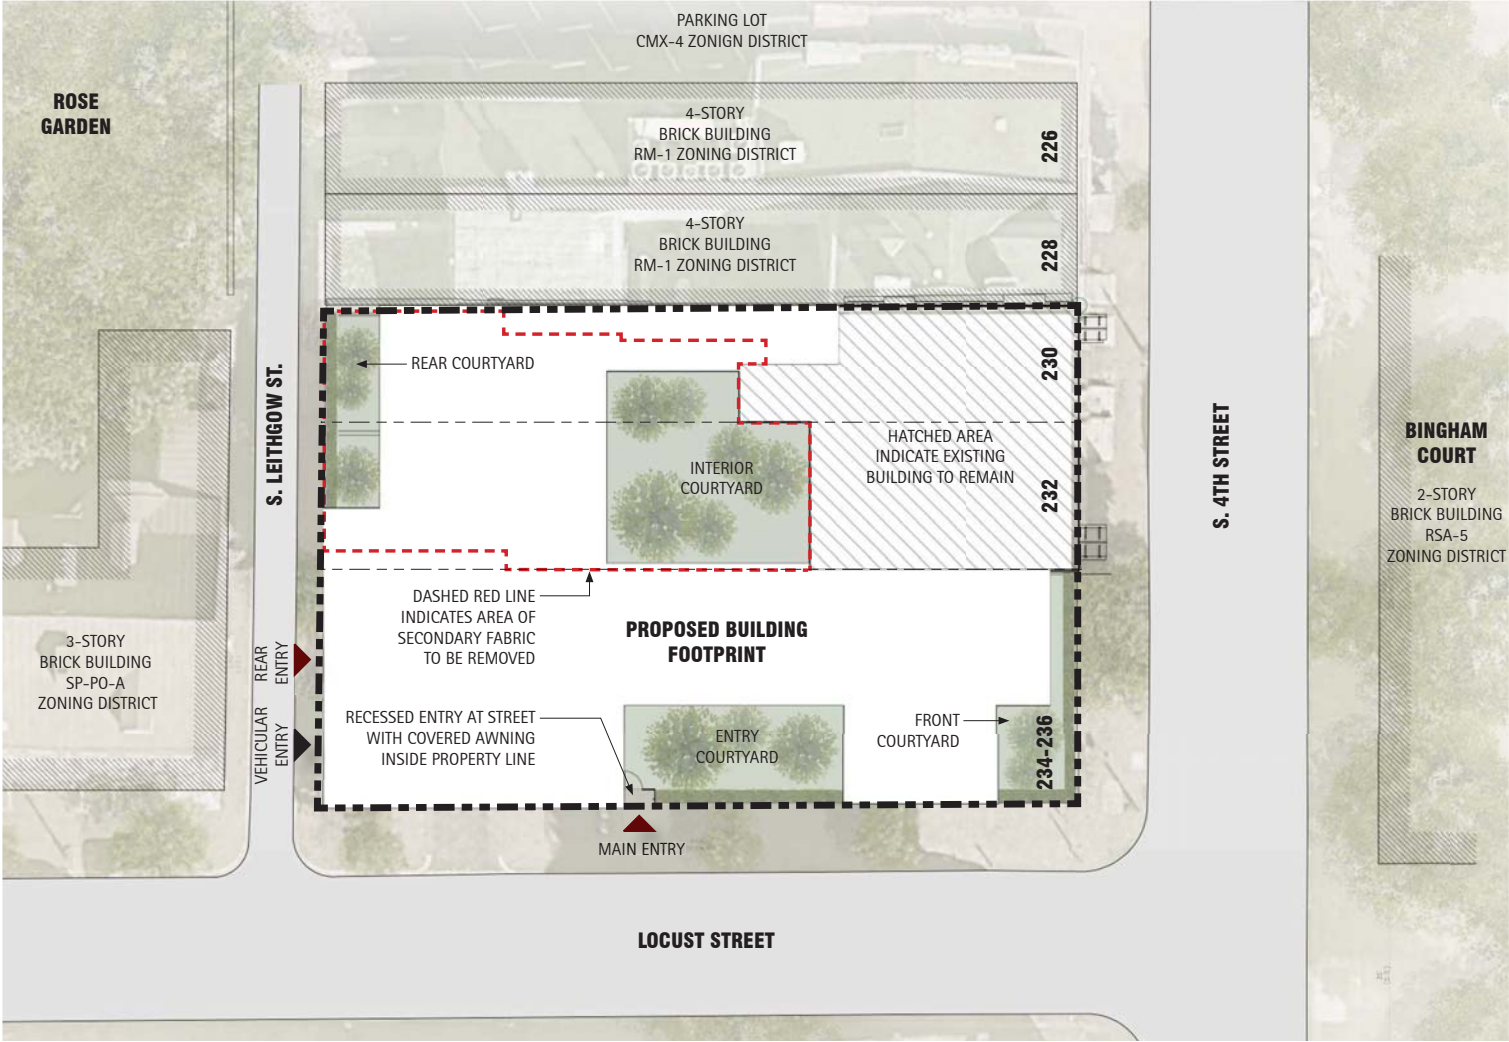 PARKING LOT
CMX-4 ZONIGN DISTRICT
ROSE
GARDEN
4-STORY
BRICK BUILDING
RM-1 ZONING DISTRICT
226
4-STORY
BRICK BUILDING
RM-1 ZONING DISTRICT
228
REAR COURTYARD
230
S. LEITHGOW ST.
INTERIOR
COURTYARD
HATCHED AREA
INDICATE EXISTING
BUILDING TO REMAIN
232
S. 4TH STREET
BINGHAM
COURT
2-STORY
BRICK BUILDING
RSA-5
ZONING DISTRICT
DASHED RED LINE
INDICATES AREA OF
SECONDARY FABRIC
TO BE REMOVED
PROPOSED BUILDING
FOOTPRINT
3-STORY
BRICK BUILDING
SP-PO-A
ZONING DISTRICT
REAR
ENTRY
VEHICULAR
ENTRY
RECESSED ENTRY AT STREET
WITH COVERED AWNING
INSIDE PROPERTY LINE
ENTRY
COURTYARD
FRONT
COURTYARD
234-236
MAIN ENTRY
LOCUST STREET